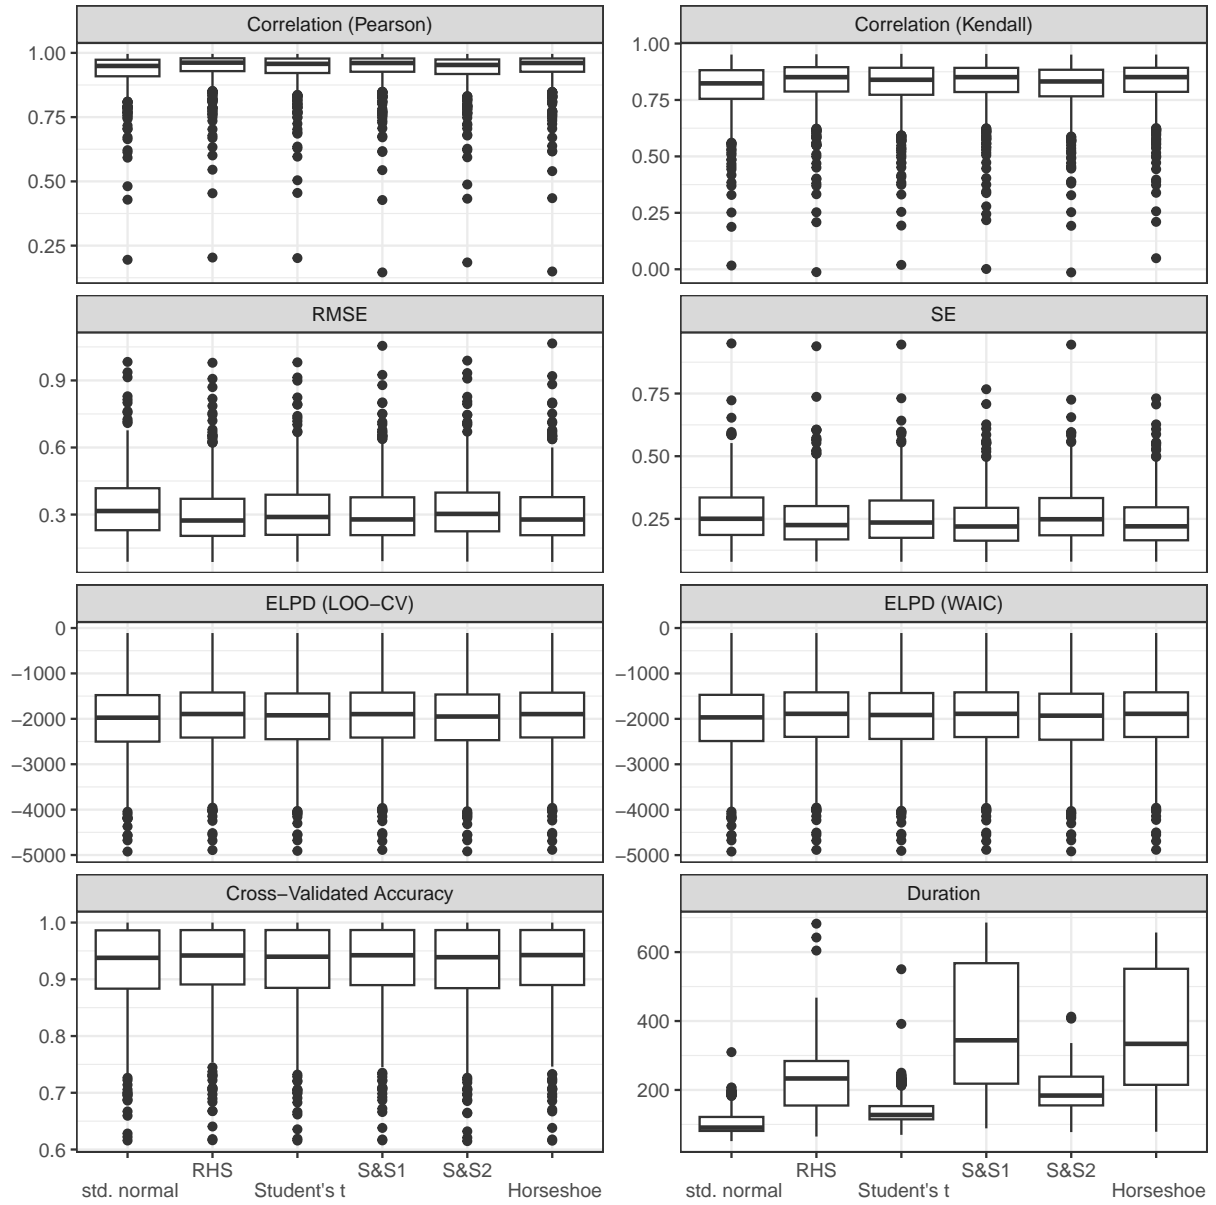 Correlation (Pearson)
Correlation (Kendall)
1.00
0.75
0.50
0.25
1.00
0.75
0.50
0.25
0.00
RMSE
SE
0.9
0.6
0.3
0.75
0.50
0.25
ELPD (LOO−CV)
ELPD (WAIC)
0
−1000
−2000
−3000
−4000
−5000
0
−1000
−2000
−3000
−4000
−5000
Cross−Validated Accuracy
Duration
1.0
0.9
0.8
0.7
0.6
600
400
200
RHS S&S1 S&S2
std. normal Student's t Horseshoe
RHS S&S1 S&S2
std. normal Student's t Horseshoe